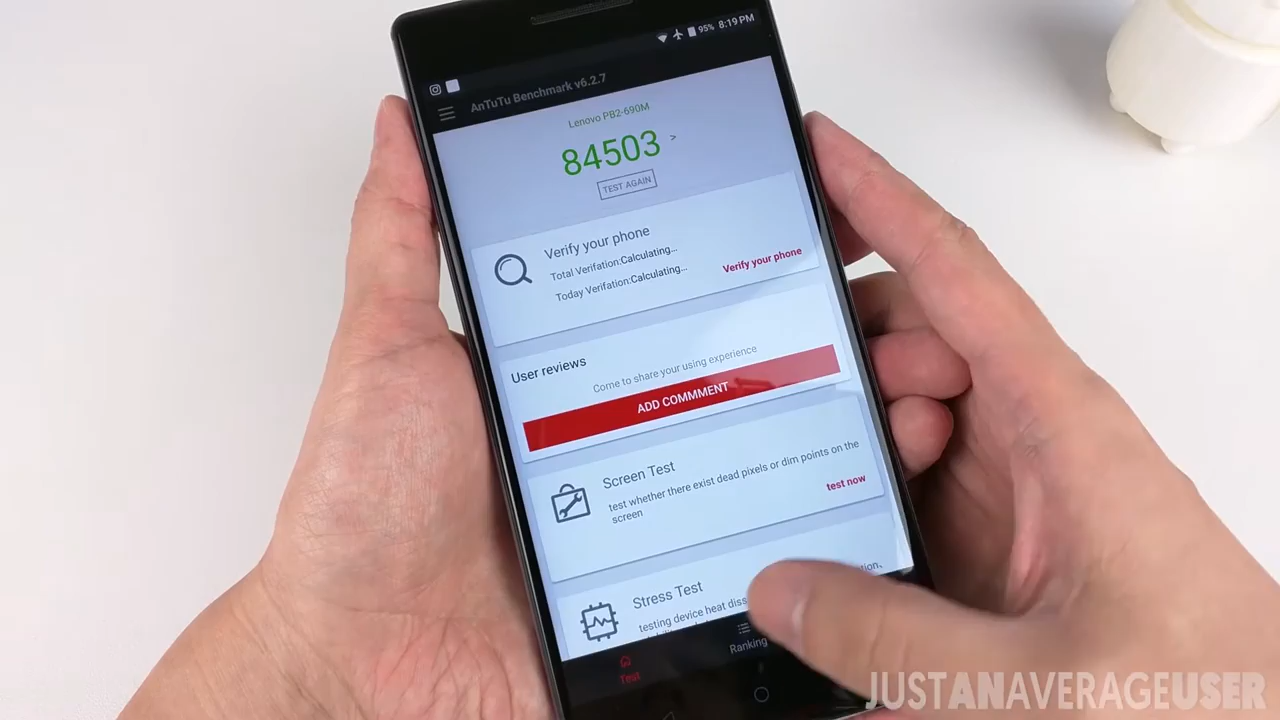 95% 8:19 PM
AnTuTu Benchmark v6.2.7
Lenovo PB2-690M
84503 >
TEST AGAIN
Verify your phone
Total Verifation:Calculating...
Today Verifation:Calculating...
Verify your phone
User reviews
Come to share your using experience
ADD COMMMENT
Screen Test
test whether there exist dead pixels or dim points on the
screen
test now
Stress Test
testing device heat
Ranking
Test
JUSTANAVERAGEUSER